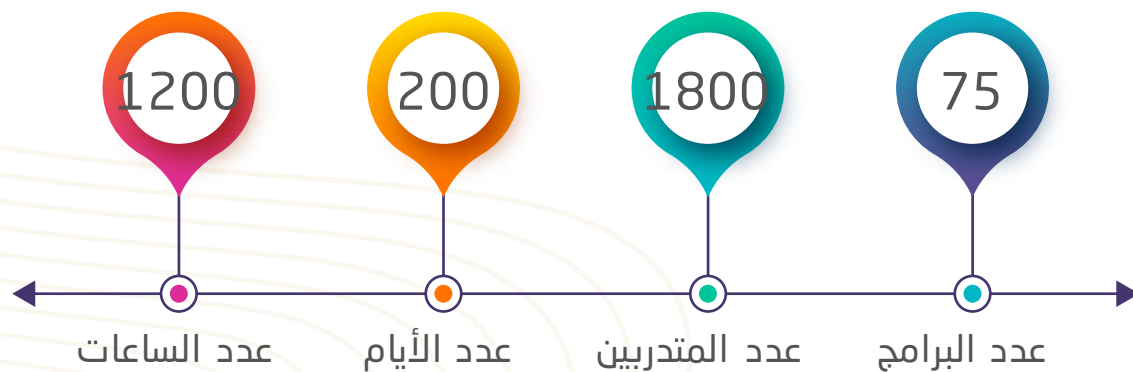 75
1800
200
1200
عدد البرامج
عدد المتدربين
عدد الأيام
عدد الساعات